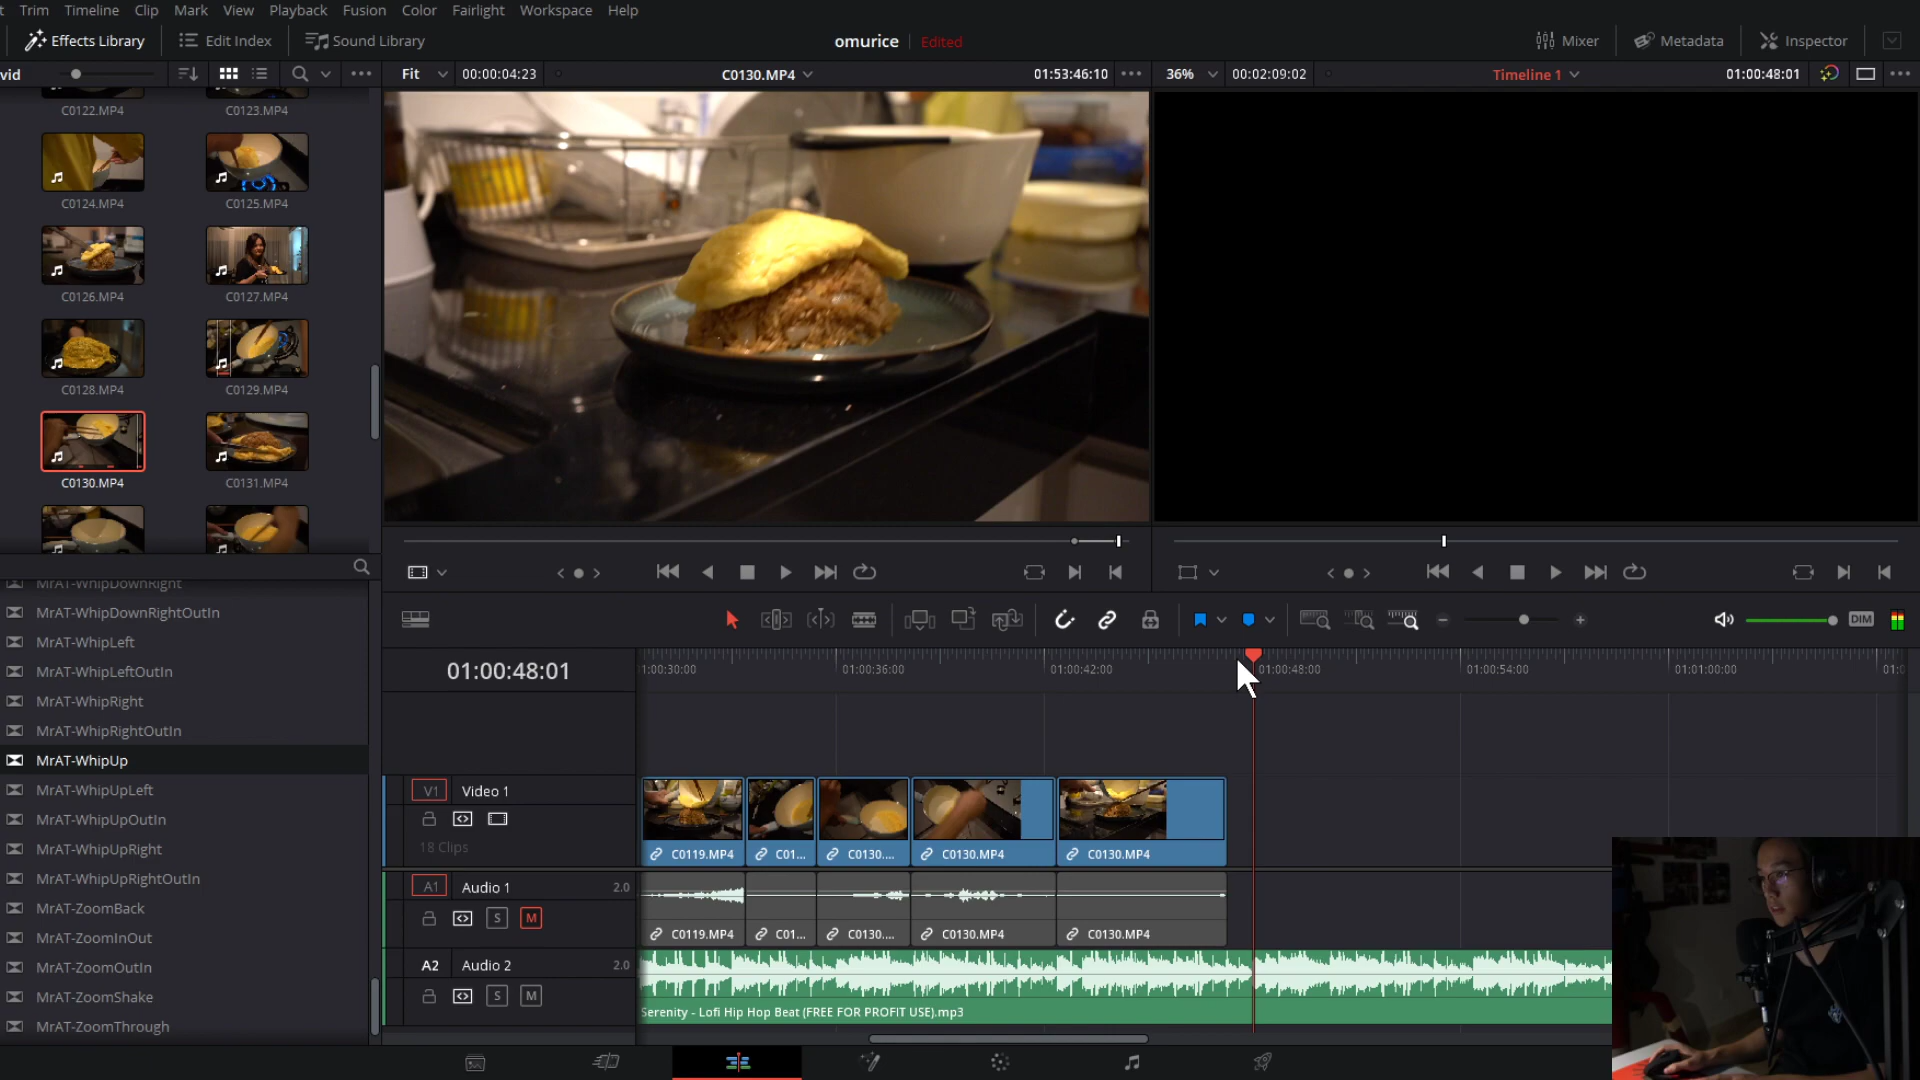 Trim Timeline Clip Mark View Playback Fusion Color Fairlight Workspace Help
Effects Library Edit Index Sound Library omurice Edited Mixer Metadata Inspector
vid Fit 00:00:04:23 C0130.MP4 01:53:46:10 36% 00:02:09:02 Timeline 1 01:00:48:01
C0122.MP4 C0123.MP4
C0124.MP4 C0125.MP4
C0126.MP4 C0127.MP4
C0128.MP4 C0129.MP4
C0130.MP4 C0131.MP4
MrAT-WhipDownRight
MrAT-WhipDownRightOutIn
MrAT-WhipLeft
MrAT-WhipLeftOutIn
MrAT-WhipRight
MrAT-WhipRightOutIn
MrAT-WhipUp
MrAT-WhipUpLeft
MrAT-WhipUpOutIn
MrAT-WhipUpRight
MrAT-WhipUpRightOutIn
MrAT-ZoomBack
MrAT-ZoomInOut
MrAT-ZoomOutIn
MrAT-ZoomShake
MrAT-ZoomThrough
DIM
01:00:48:01 :00:30:00 01:00:36:00 01:00:42:00 01:00:48:00 01:00:54:00 01:01:00:00 01:0
V1 Video 1
18 Clips
C0119.MP4 C01... C0130.... C0130.MP4 C0130.MP4
A1 Audio 1 2.0
S M
C0119.MP4 C01... C0130.... C0130.MP4 C0130.MP4
A2 Audio 2 2.0
S M
Serenity - Lofi Hip Hop Beat (FREE FOR PROFIT USE).mp3